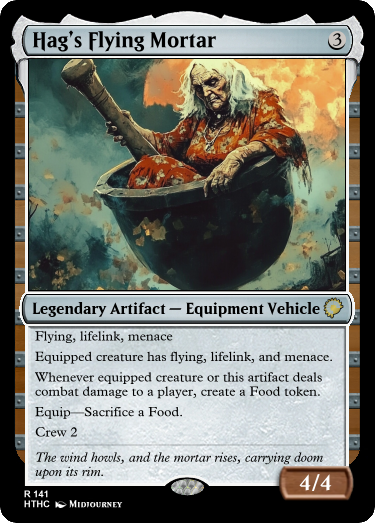 Hag's Flying Mortar 3
Legendary Artifact — Equipment Vehicle
Flying, lifelink, menace
Equipped creature has flying, lifelink, and menace.
Whenever equipped creature or this artifact deals
combat damage to a player, create a Food token.
Equip—Sacrifice a Food.
Crew 2
The wind howls, and the mortar rises, carrying doom
upon its rim.
4/4
R 141
HTHC Midjourney